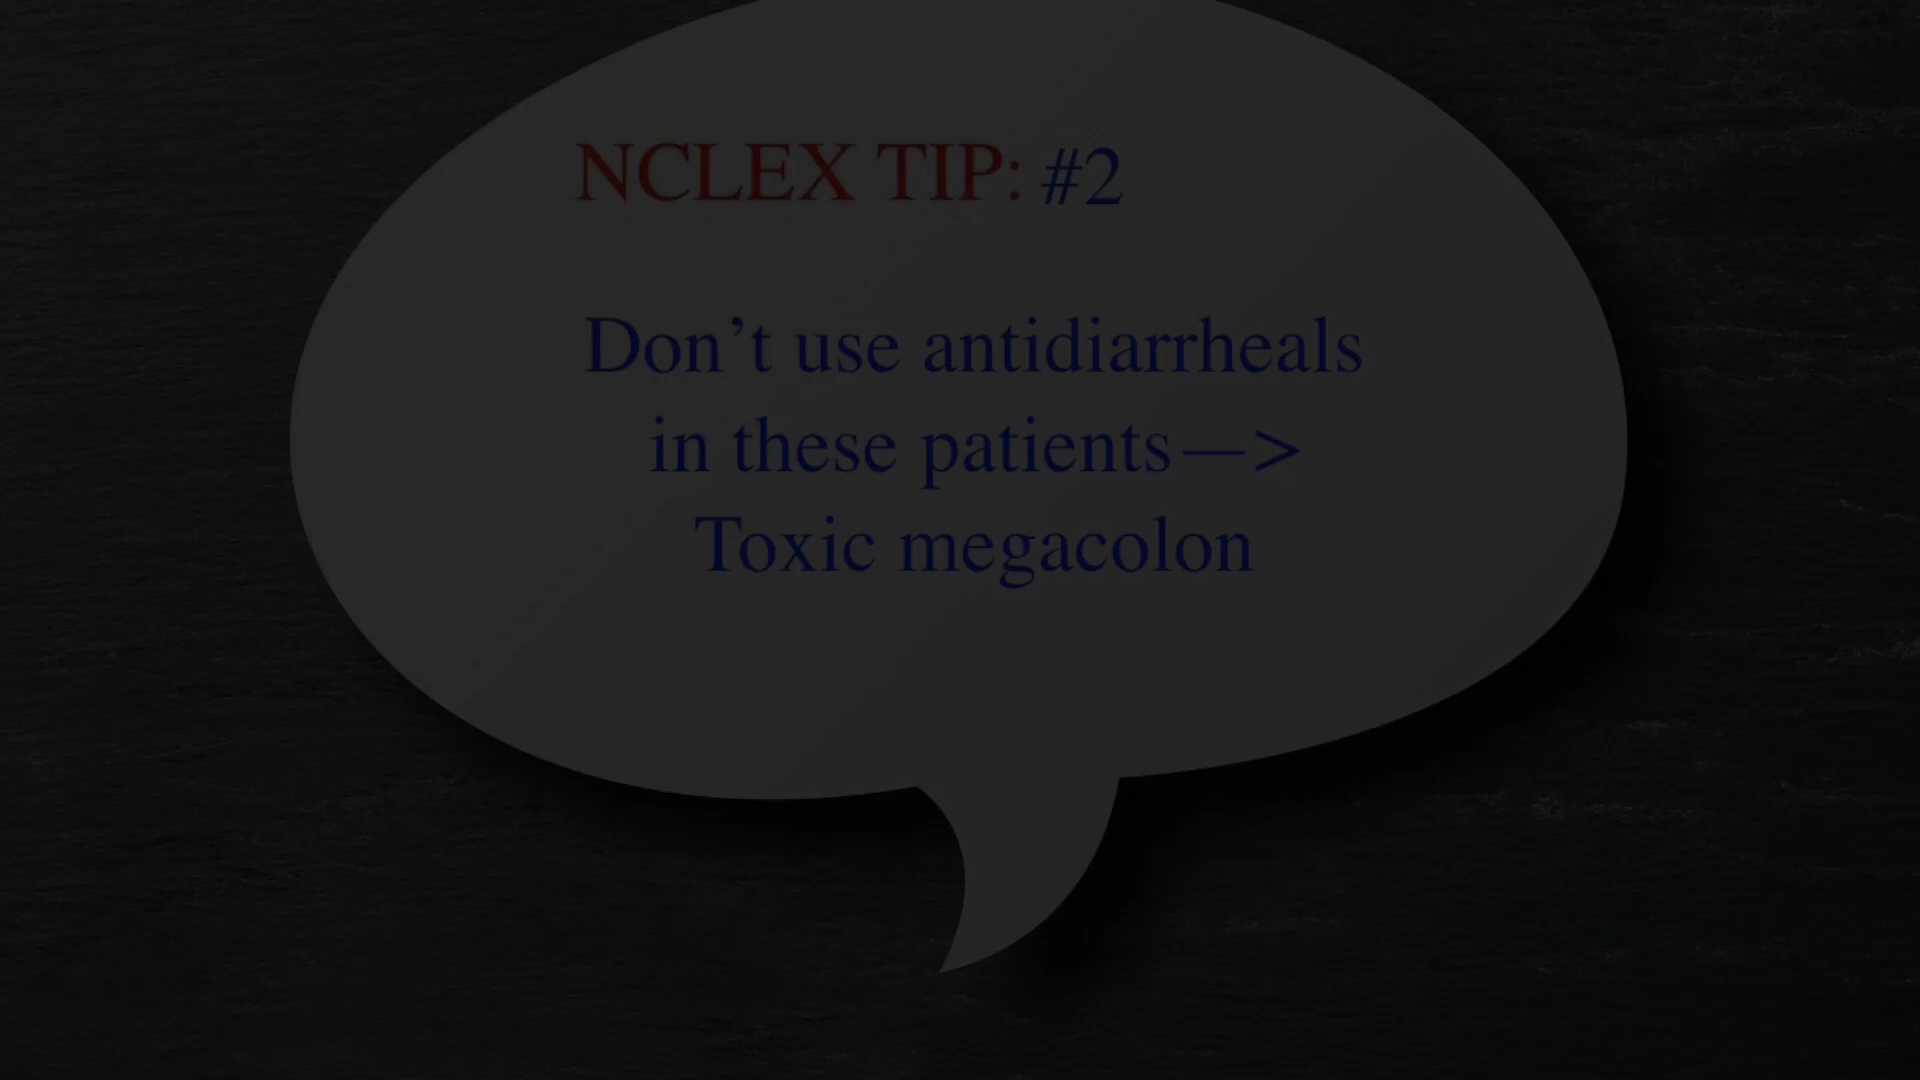 NCLEX TIP: #2
Don’t use antidiarrheals
in these patients—>
Toxic megacolon